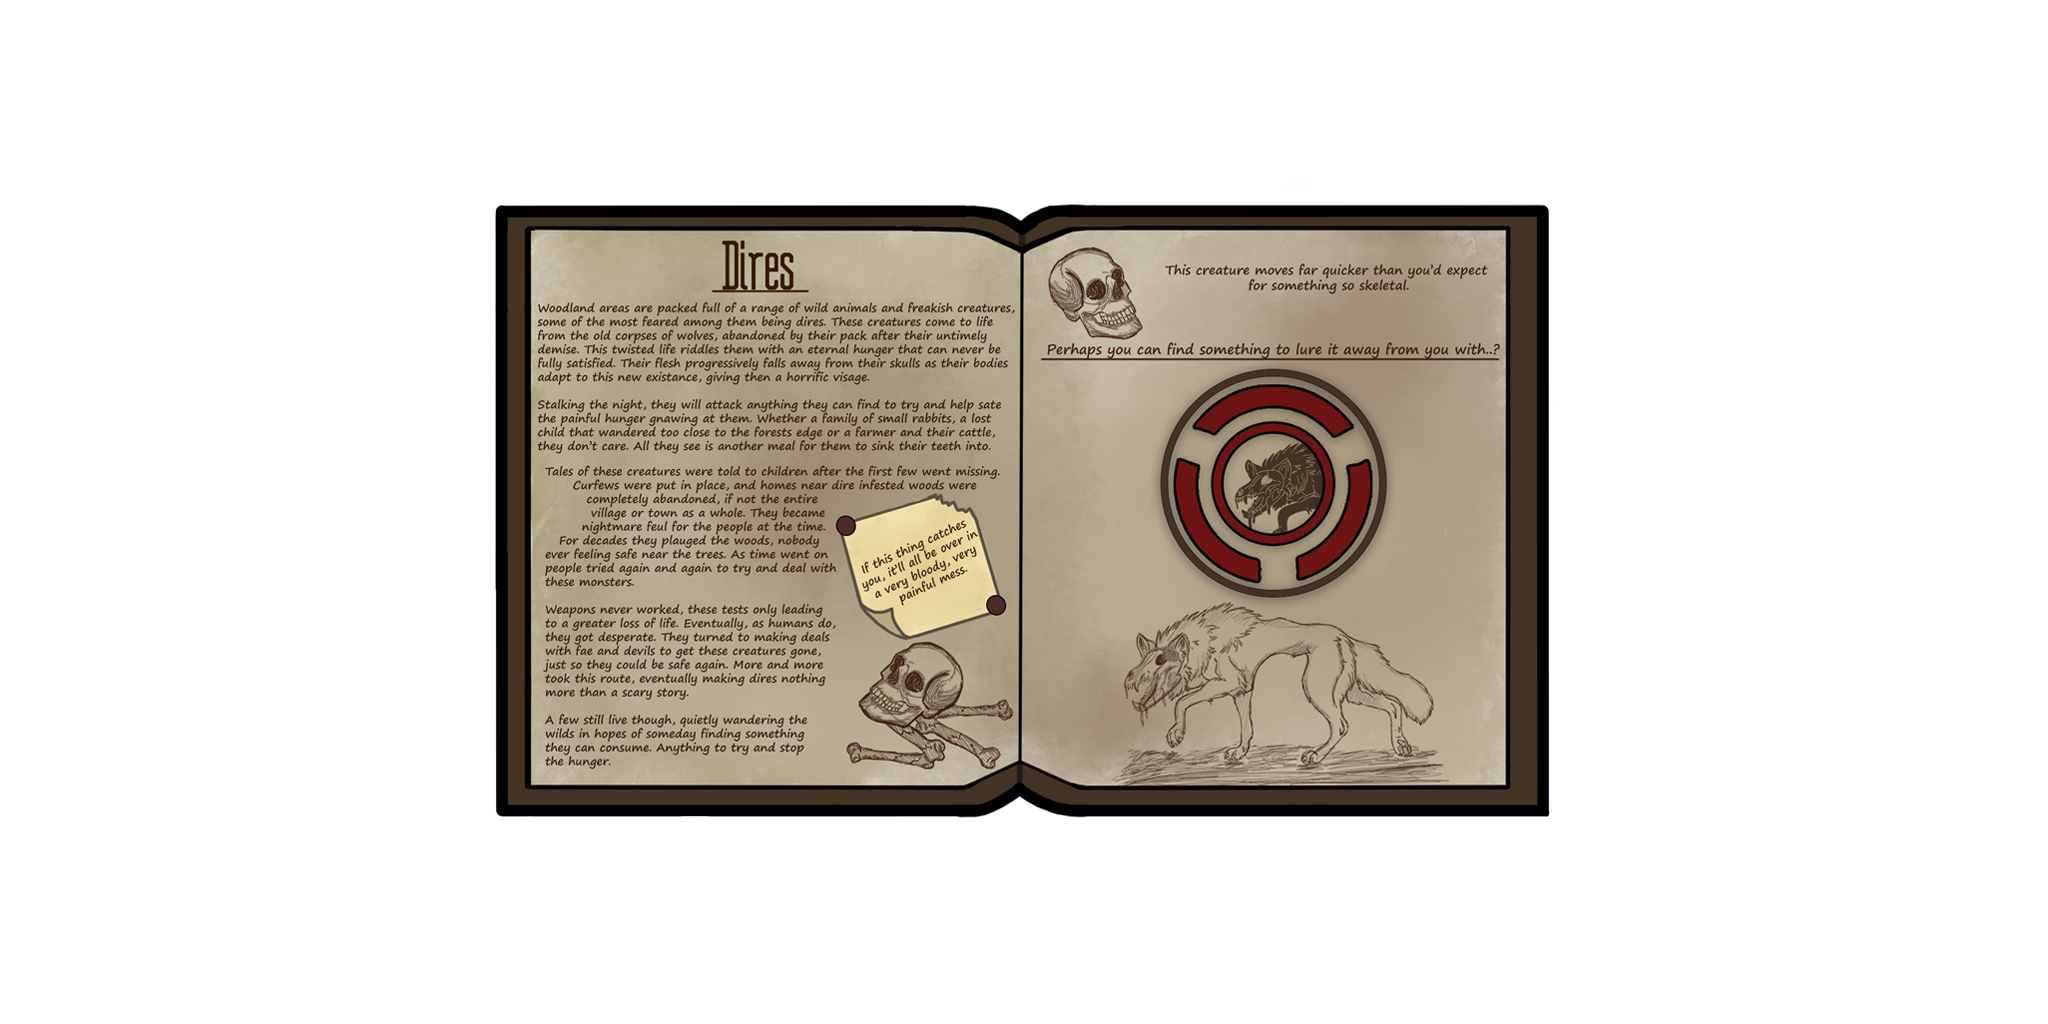 Dires
Woodland areas are packed full of a range of wild animals and freakish creatures,
some of the most feared among them being dires. These creatures come to life
from the old corpses of wolves, abandoned by their pack after their untimely
demise. This twisted life riddles them with an eternal hunger that can never be
fully satisfied. Their flesh progressively falls away from their skulls as their bodies
adapt to this new existance, giving then a horrific visage.
Stalking the night, they will attack anything they can find to try and help sate
the painful hunger gnawing at them. Whether a family of small rabbits, a lost
child that wandered too close to the forests edge or a farmer and their cattle,
they don't care. All they see is another meal for them to sink their teeth into.
Tales of these creatures were told to children after the first few went missing.
Curfews were put in place, and homes near dire infested woods were
completely abandoned, if not the entire
village or town as a whole. They became
nightmare feul for the people at the time.
For decades they plauged the woods, nobody
ever feeling safe near the trees. As time went on
people tried again and again to try and deal with
these monsters.
Weapons never worked, these tests only leading
to a greater loss of life. Eventually, as humans do,
they got desperate. They turned to making deals
with fae and devils to get these creatures gone,
just so they could be safe again. More and more
took this route, eventually making dires nothing
more than a scary story.
A few still live though, quietly wandering the
wilds in hopes of someday finding something
they can consume. Anything to try and stop
the hunger.
If this thing catches
you, it'll all be over in
a very bloody, very
painful mess.
This creature moves far quicker than you'd expect
for something so skeletal.
Perhaps you can find something to lure it away from you with..?